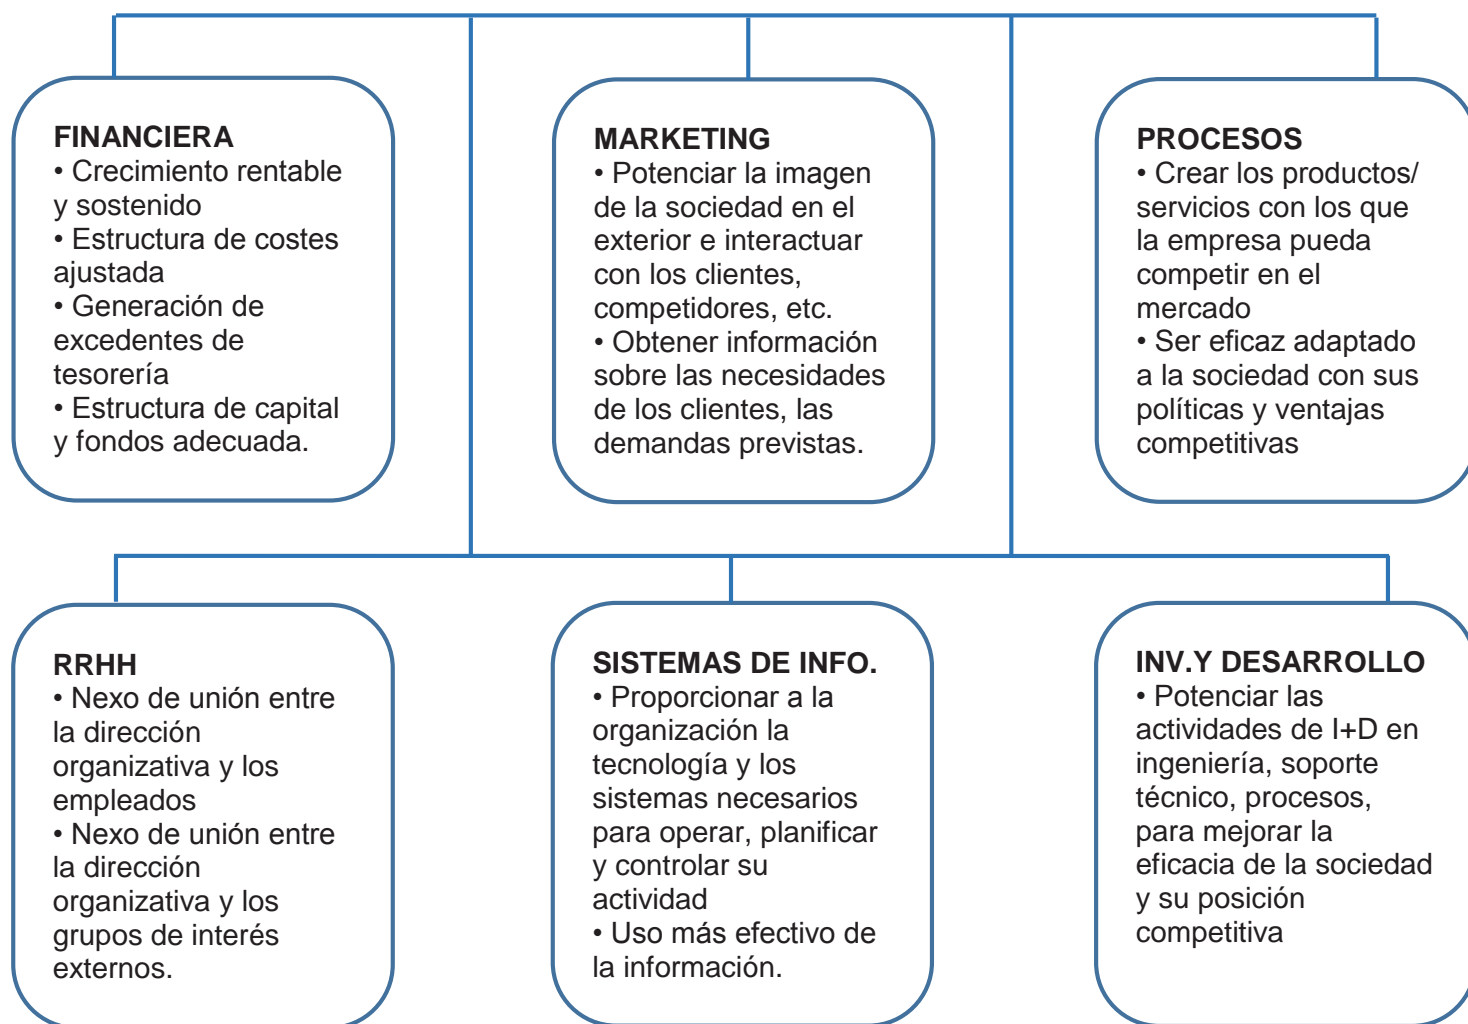 FINANCIERA
• Crecimiento rentable
y sostenido
• Estructura de costes
ajustada
• Generación de
excedentes de
tesorería
• Estructura de capital
y fondos adecuada.
MARKETING
• Potenciar la imagen
de la sociedad en el
exterior e interactuar
con los clientes,
competidores, etc.
• Obtener información
sobre las necesidades
de los clientes, las
demandas previstas.
PROCESOS
• Crear los productos/
servicios con los que
la empresa pueda
competir en el
mercado
• Ser eficaz adaptado
a la sociedad con sus
políticas y ventajas
competitivas
RRHH
• Nexo de unión entre
la dirección
organizativa y los
empleados
• Nexo de unión entre
la dirección
organizativa y los
grupos de interés
externos.
SISTEMAS DE INFO.
• Proporcionar a la
organización la
tecnología y los
sistemas necesarios
para operar, planificar
y controlar su
actividad
• Uso más efectivo de
la información.
INV.Y DESARROLLO
• Potenciar las
actividades de I+D en
ingeniería, soporte
técnico, procesos,
para mejorar la
eficacia de la sociedad
y su posición
competitiva